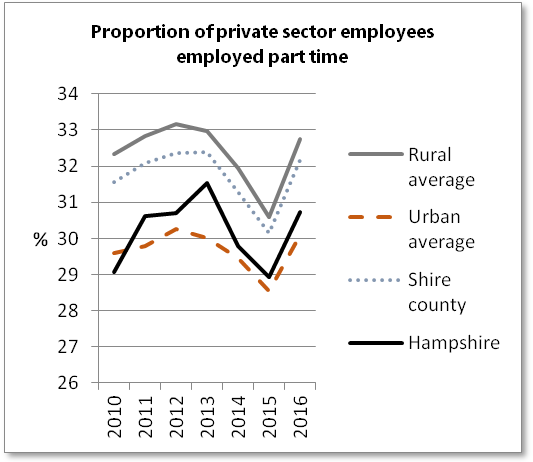 Proportion of private sector employees
employed part time
34
33
32
31
30
29
28
27
26
%
2010
2011
2012
2013
2014
2015
2016
Rural
average
Urban
average
Shire
county
Hampshire